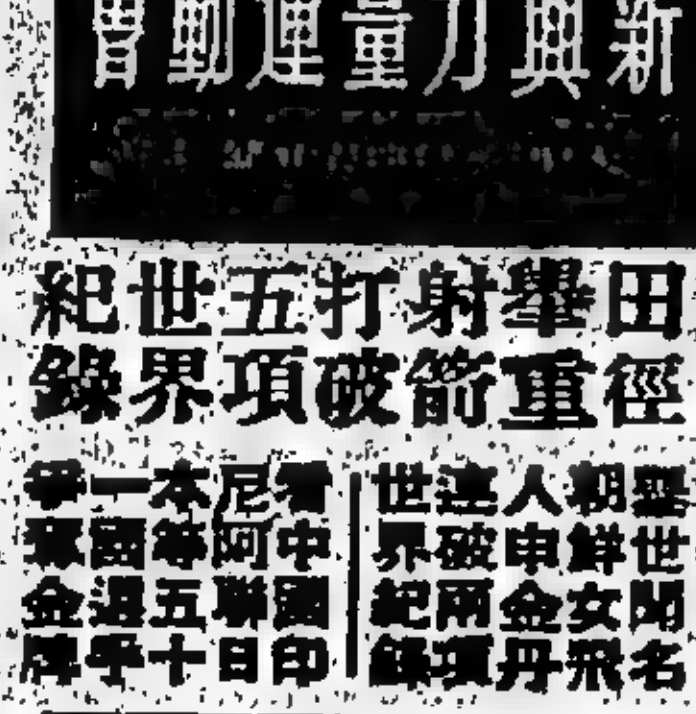 新興力量運動會
田徑
舉重
射箭
打破
五項
世界
紀錄
舉世聞名
朝鮮女飛
人申金丹
連破兩項
世界紀錄
看中國印
尼阿聯日
本等五十
一國選手
爭奪金牌